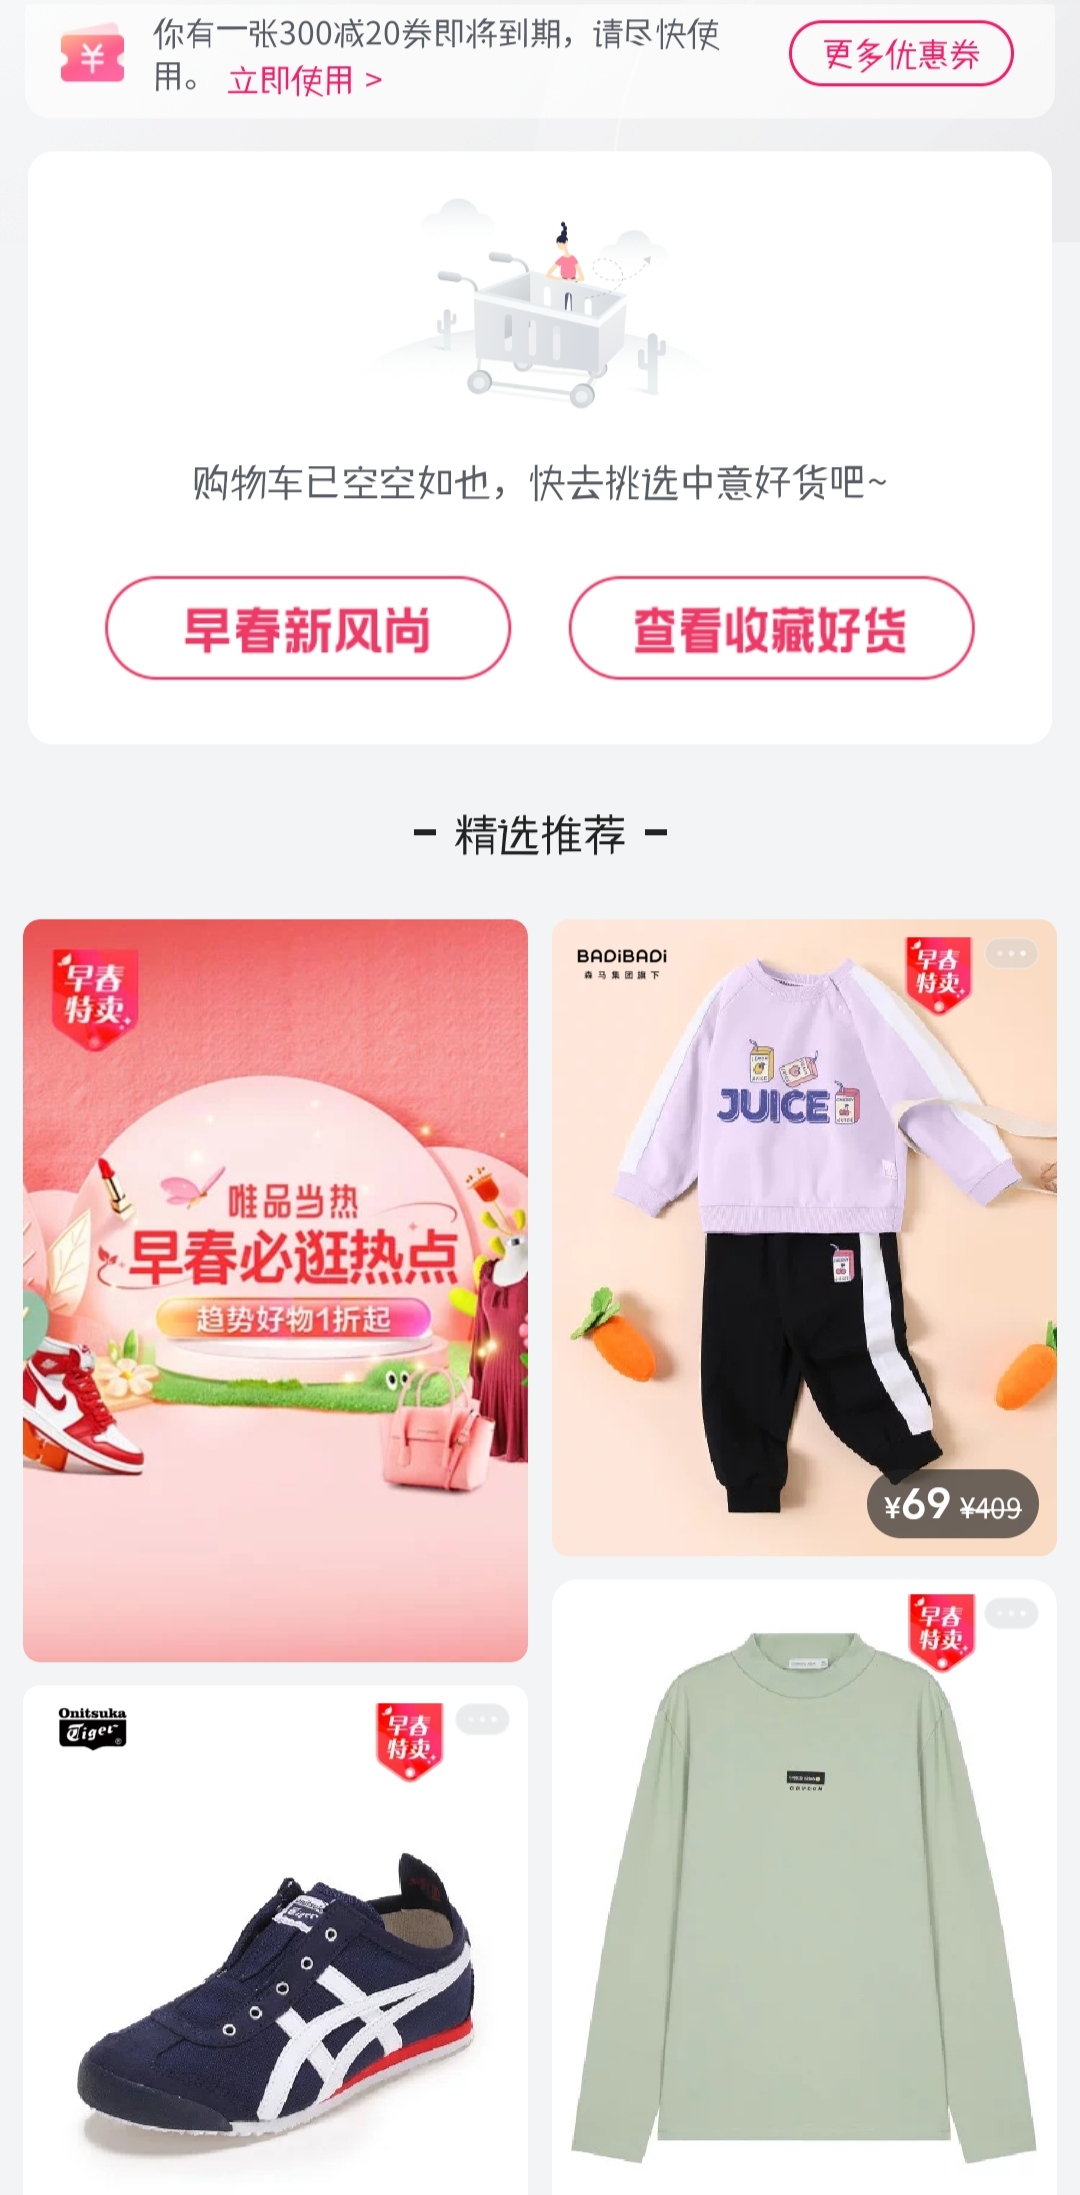 你有一张300减20券即将到期，请尽快使
用。 立即使用 >
更多优惠券
购物车已空空如也，快去挑选中意好货吧~
早春新风尚
查看收藏好货
- 精选推荐 -
早春
特卖
唯品当热
早春必逛热点
趋势好物1折起
BADiBADi
森马集团旗下
早春
特卖
JUICE
¥69 ¥409
Onitsuka
Tiger
早春
特卖
早春
特卖